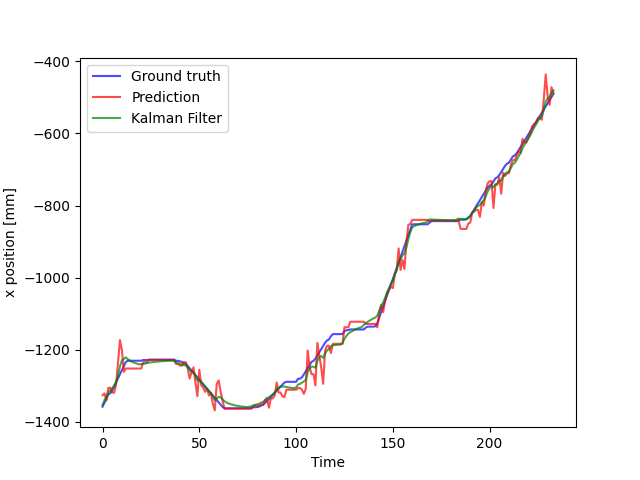 −400
−600
−800
−1000
−1200
−1400
x position [mm]
Ground truth
Prediction
Kalman Filter
0 50 100 150 200
Time